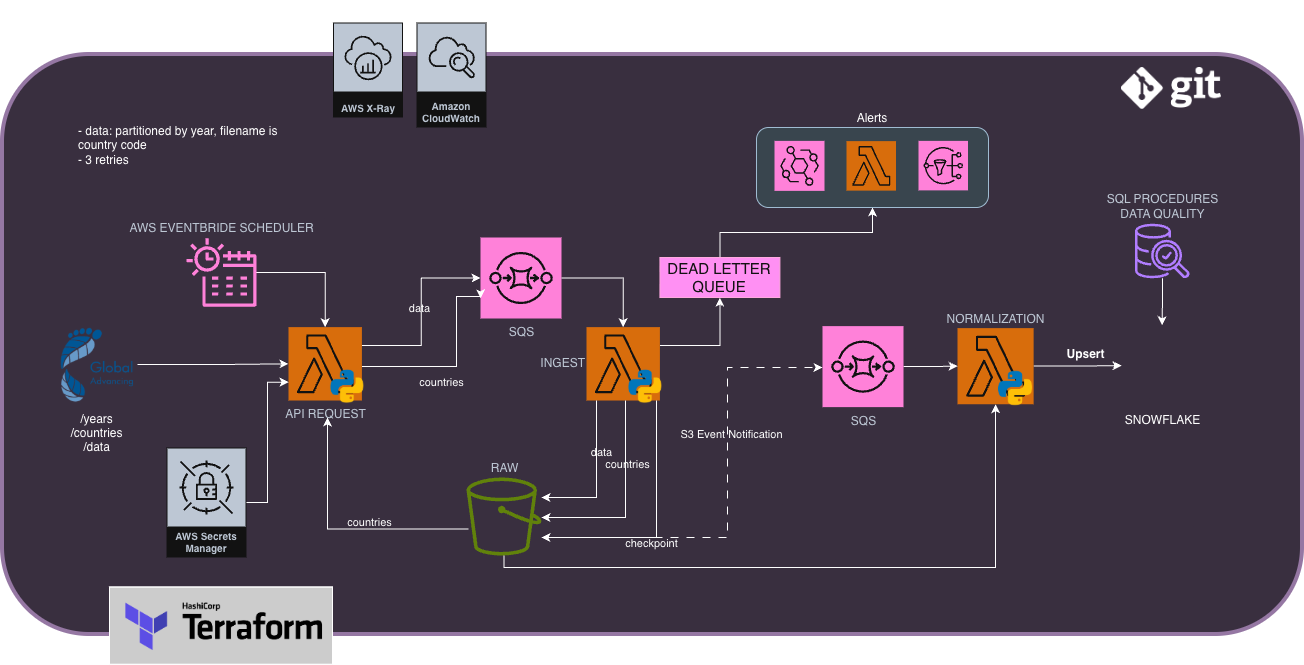 AWS X-Ray
Amazon
CloudWatch
git
- data: partitioned by year, filename is
country code
- 3 retries
Alerts
SQL PROCEDURES
DATA QUALITY
AWS EVENTBRIDE SCHEDULER
DEAD LETTER
QUEUE
data
SQS
NORMALIZATION
INGEST
Upsert
Global
Advancing
countries
API REQUEST
/years
/countries
/data
SQS
SNOWFLAKE
S3 Event Notification
data
countries
RAW
countries
AWS Secrets
Manager
checkpoint
HashiCorp
Terraform